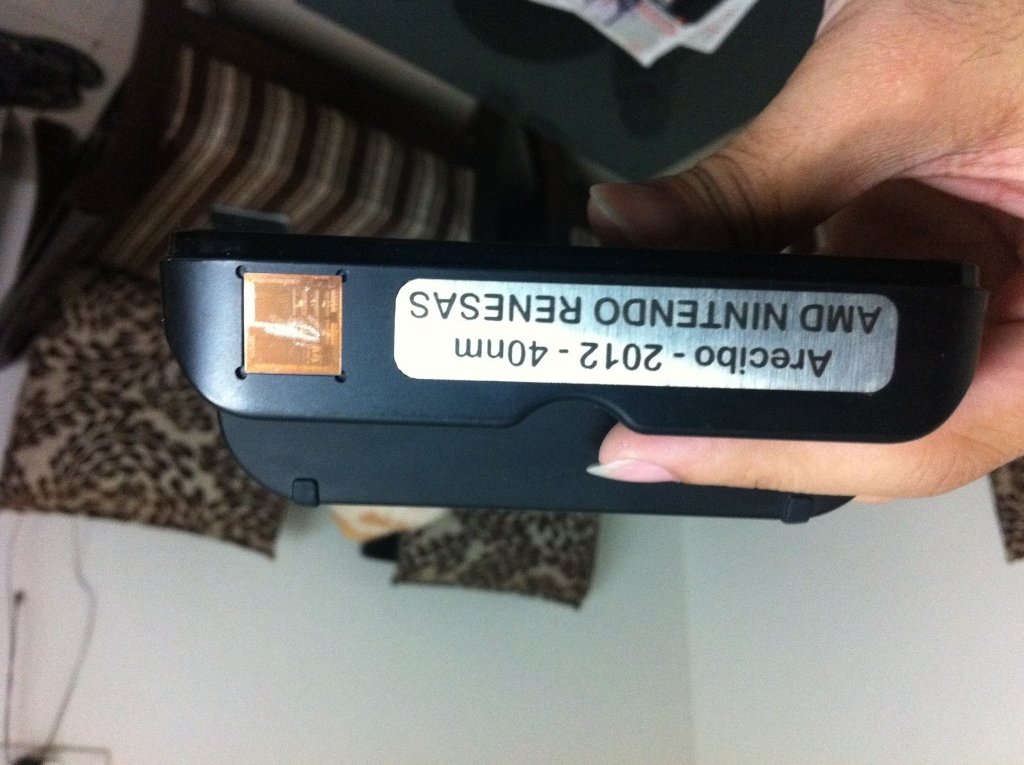 Arecibo - 2012 - 40nm
AMD NINTENDO RENESAS